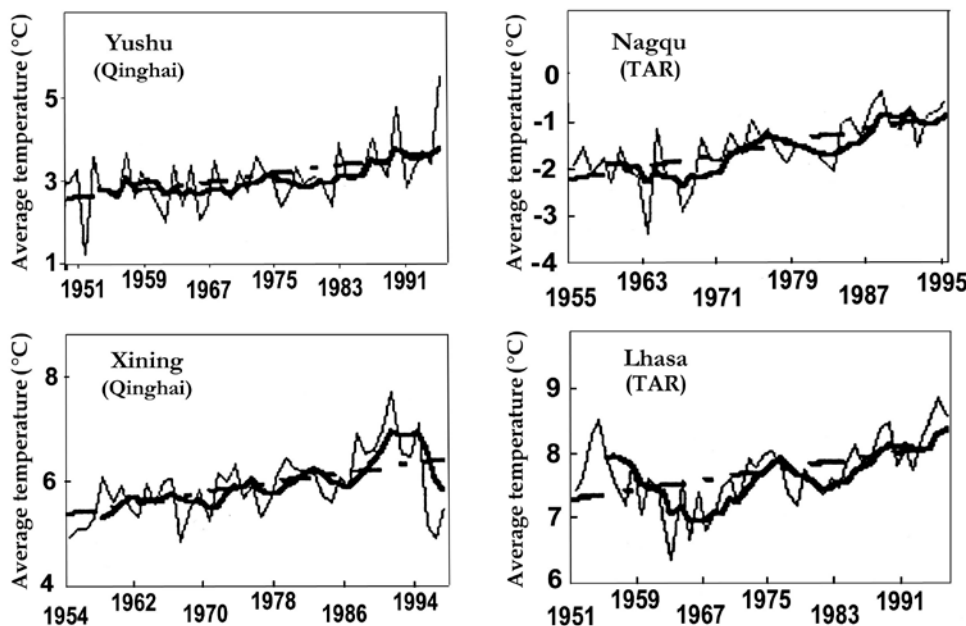 Average temperature (°C)
Yushu
(Qinghai)
5
3
1
1951 1959 1967 1975 1983 1991
Average temperature (°C)
Nagqu
(TAR)
0
-1
-2
-3
-4
1955 1963 1971 1979 1987 1995
Average temperature (°C)
Xining
(Qinghai)
8
6
4
1954 1962 1970 1978 1986 1994
Average temperature (°C)
Lhasa
(TAR)
9
8
7
6
1951 1959 1967 1975 1983 1991